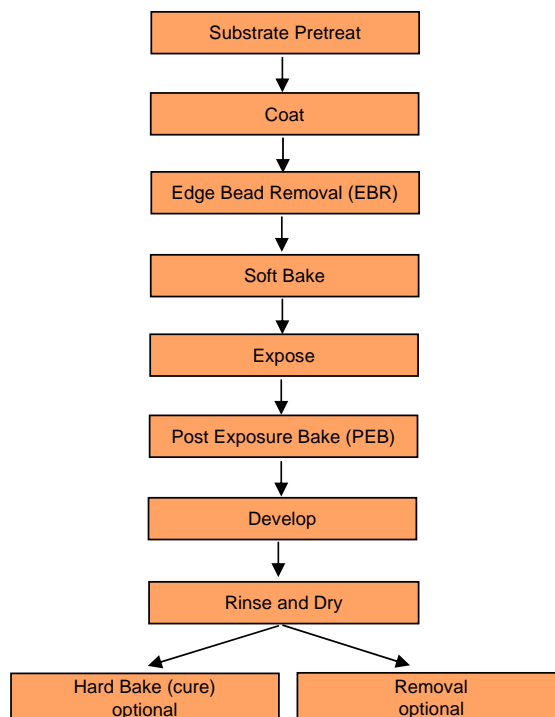 Substrate Pretreat
Coat
Edge Bead Removal (EBR)
Soft Bake
Expose
Post Exposure Bake (PEB)
Develop
Rinse and Dry
Hard Bake (cure)
optional
Removal
optional